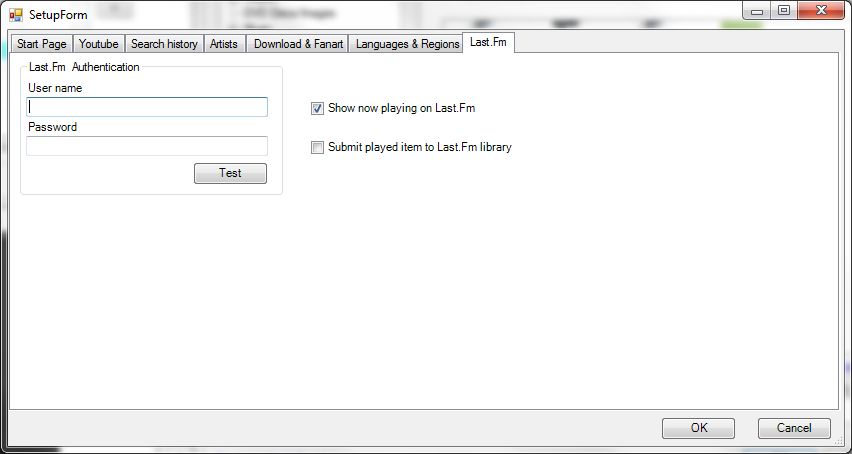 SetupForm
Start Page Youtube Search history Artists Download & Fanart Languages & Regions Last.Fm
Last.Fm Authentication
User name
Show now playing on Last.Fm
Password
Submit played item to Last.Fm library
Test
OK Cancel